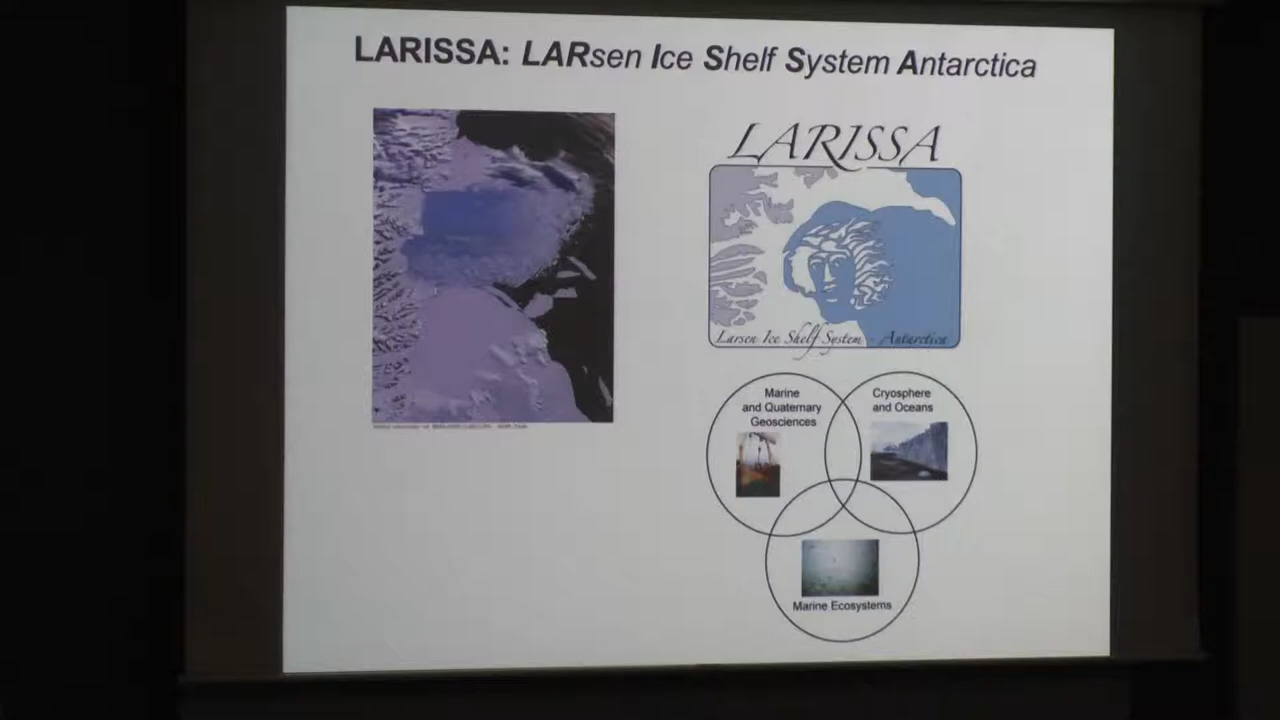 LARISSA: LARsen Ice Shelf System Antarctica
LARISSA
Larsen Ice Shelf System - Antarctica
Marine
and Quaternary
Geosciences
Cryosphere
and Oceans
Marine Ecosystems